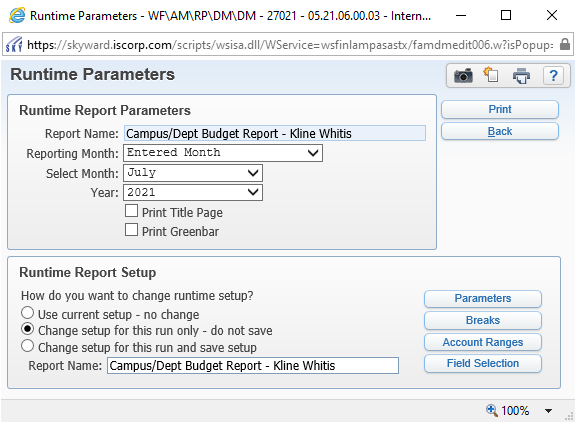 Runtime Parameters - WF\AM\RP\DM\DM - 27021 - 05.21.06.00.03 - Intern...
https://skyward.iscorp.com/scripts/wsisa.dll/WService=wsfinlampasastx/famdmedit006.w?isPopup=
Runtime Parameters
?
Runtime Report Parameters
Print
Report Name: Campus/Dept Budget Report - Kline Whitis
Back
Reporting Month: Entered Month
Select Month: July
Year: 2021
Print Title Page
Print Greenbar
Runtime Report Setup
How do you want to change runtime setup?
Parameters
Use current setup - no change
Breaks
Change setup for this run only - do not save
Account Ranges
Change setup for this run and save setup
Field Selection
Report Name: Campus/Dept Budget Report - Kline Whitis
100%